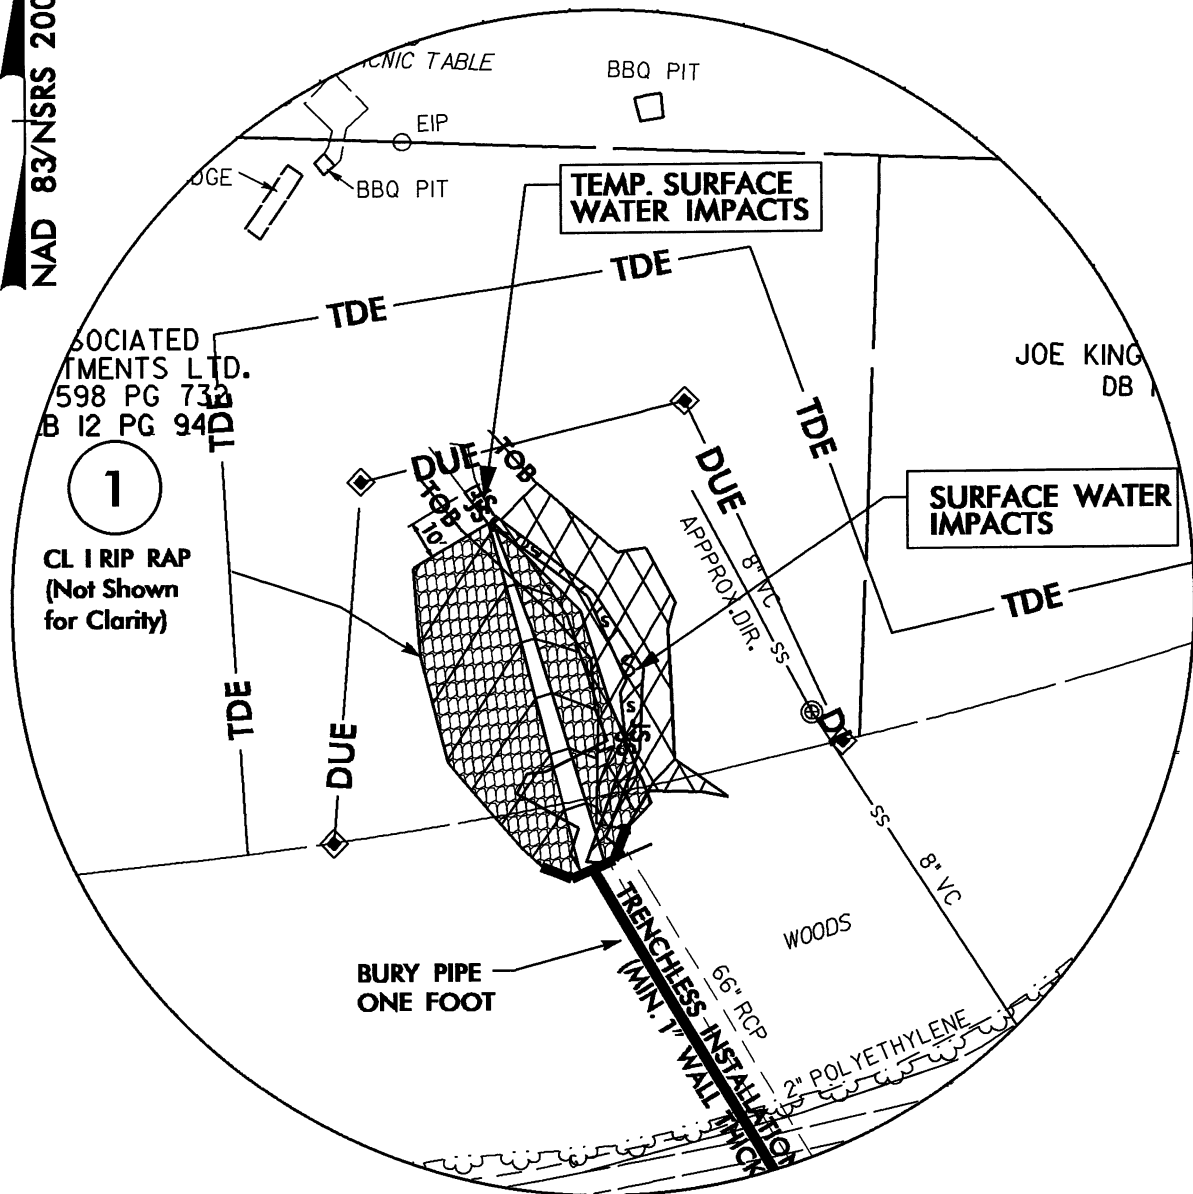 NAD 83/NSRS 200
CNIC TABLE
BBQ PIT
EIP
DGE
BBQ PIT
TEMP. SURFACE
WATER IMPACTS
TDE
TDE
SOCIATED
TMENTS LTD.
598 PG 732
B 12 PG 94
TDE
JOE KING
DB
TDE
1
CL I RIP RAP
(Not Shown
for Clarity)
DUE
TOB
TOB
10'
DUE
APPPROX.DIR.
8" VC
SS
SURFACE WATER
IMPACTS
TDE
S
S
TDE
DUE
SS
8" VC
WOODS
BURY PIPE
ONE FOOT
TRENCHLESS INSTALLATION
(MIN. 1" WALL THICK
66" RCP
2" POLYETHYLENE